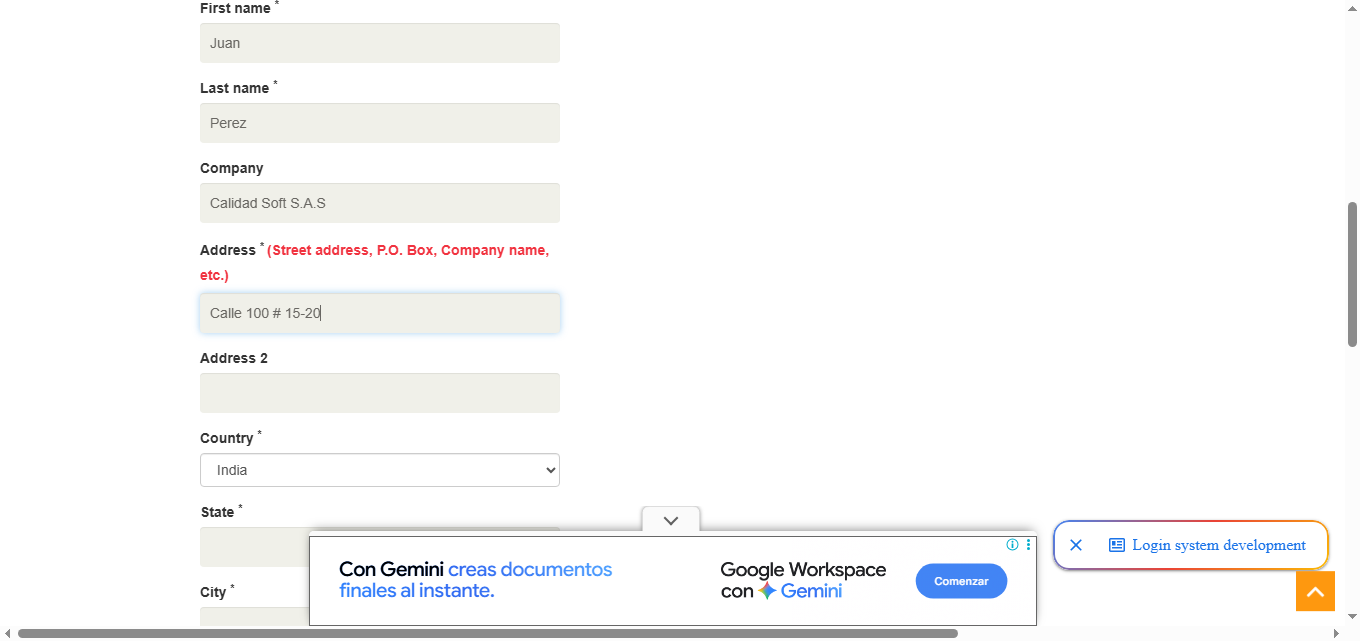 First name *
Juan
Last name *
Perez
Company
Calidad Soft S.A.S
Address * (Street address, P.O. Box, Company name,
etc.)
Calle 100 # 15-20
Address 2
Country *
India
State *
City *
Con Gemini creas documentos
finales al instante.
Google Workspace
con Gemini
Comenzar
Login system development